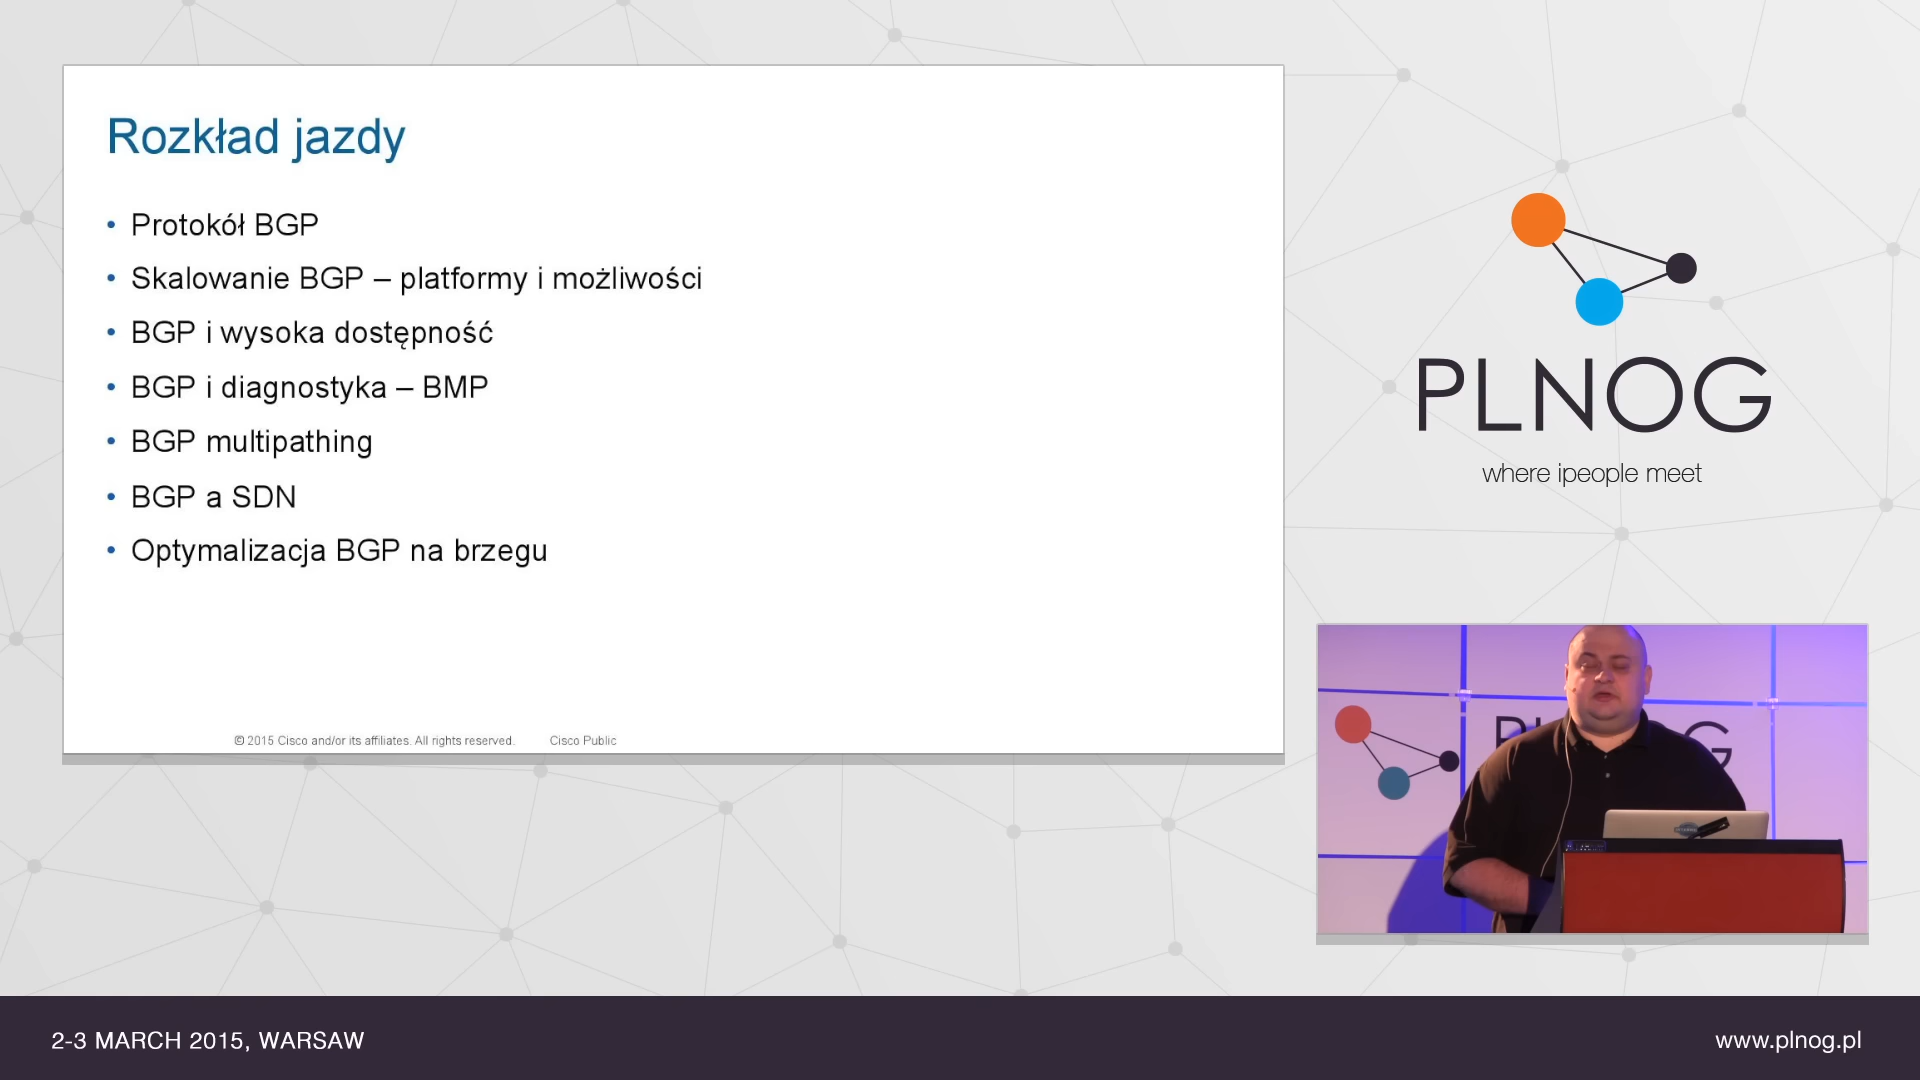 Rozkład jazdy
• Protokół BGP
• Skalowanie BGP – platformy i możliwości
• BGP i wysoka dostępność
• BGP i diagnostyka – BMP
• BGP multipathing
• BGP a SDN
• Optymalizacja BGP na brzegu
© 2015 Cisco and/or its affiliates. All rights reserved. Cisco Public
PLNOG
where ipeople meet
2-3 MARCH 2015, WARSAW
www.plnog.pl